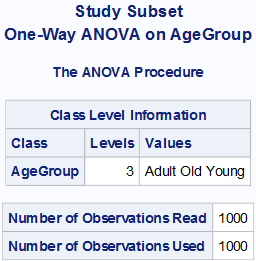 Study Subset
One-Way ANOVA on AgeGroup
The ANOVA Procedure
Class Level Information
Class Levels Values
AgeGroup 3 Adult Old Young
Number of Observations Read 1000
Number of Observations Used 1000